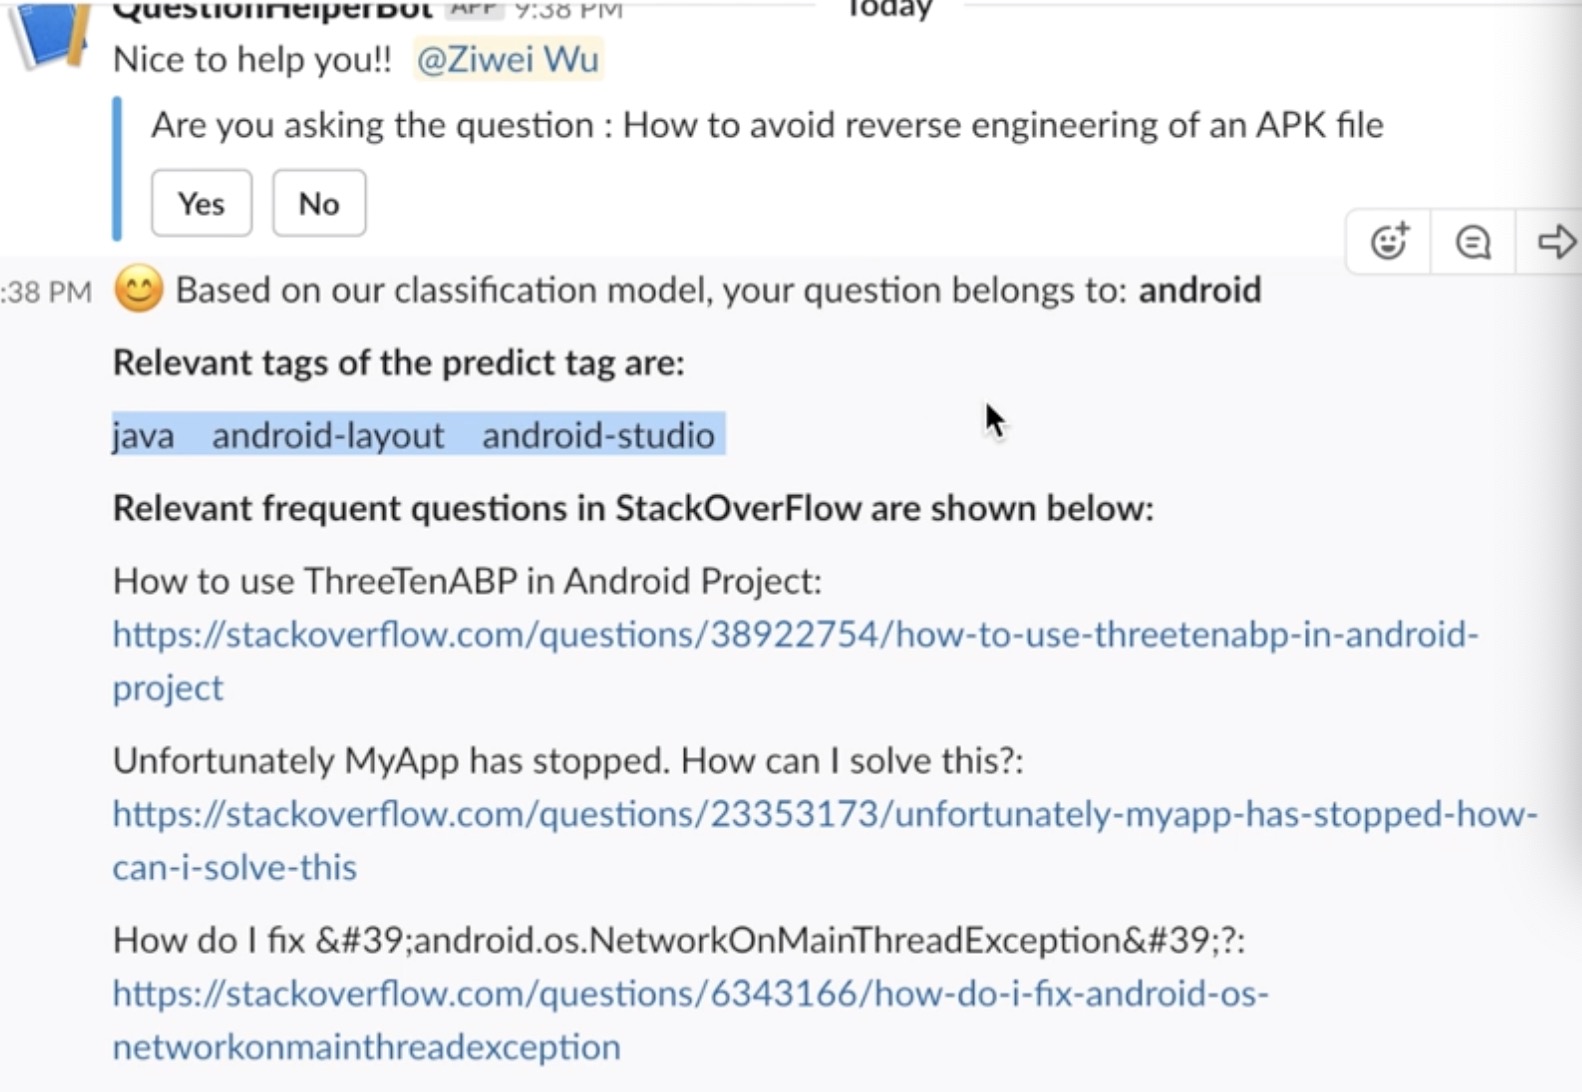 QuestionHelperBot APP 9:38 PM
Today
Nice to help you!! @Ziwei Wu
Are you asking the question : How to avoid reverse engineering of an APK file
Yes No
:38 PM Based on our classification model, your question belongs to: android
Relevant tags of the predict tag are:
java android-layout android-studio
Relevant frequent questions in StackOverFlow are shown below:
How to use ThreeTenABP in Android Project:
https://stackoverflow.com/questions/38922754/how-to-use-threetenabp-in-android-
project
Unfortunately MyApp has stopped. How can I solve this?:
https://stackoverflow.com/questions/23353173/unfortunately-myapp-has-stopped-how-
can-i-solve-this
How do I fix &#39;android.os.NetworkOnMainThreadException&#39;?:
https://stackoverflow.com/questions/6343166/how-do-i-fix-android-os-
networkonmainthreadexception